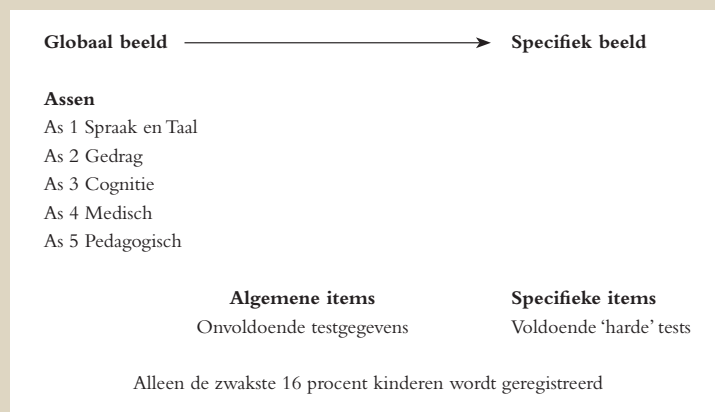 Globaal beeld Specifiek beeld
Assen
As 1 Spraak en Taal
As 2 Gedrag
As 3 Cognitie
As 4 Medisch
As 5 Pedagogisch
Algemene items Specifieke items
Onvoldoende testgegevens Voldoende ‘harde’ tests
Alleen de zwakste 16 procent kinderen wordt geregistreerd